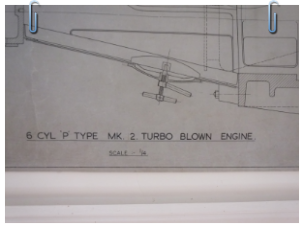 6 CYL 'P' TYPE MK 2. TURBO BLOWN ENGINE.
SCALE - 1/4